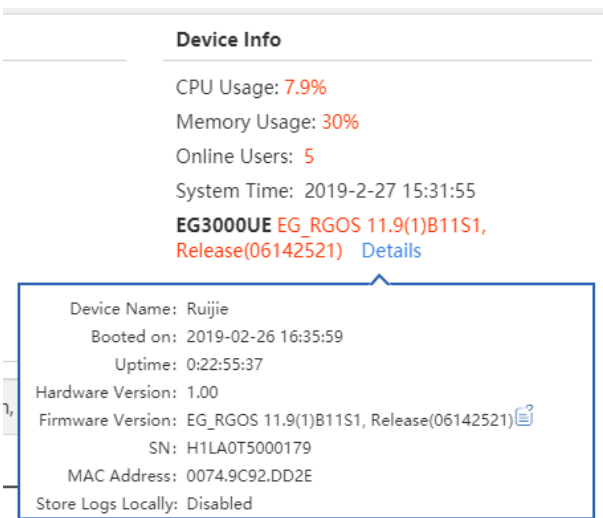 Device Info
CPU Usage: 7.9%
Memory Usage: 30%
Online Users: 5
System Time: 2019-2-27 15:31:55
EG3000UE EG_RGOS 11.9(1)B11S1,
Release(06142521) Details
Device Name: Ruijie
Booted on: 2019-02-26 16:35:59
Uptime: 0:22:55:37
Hardware Version: 1.00
Firmware Version: EG_RGOS 11.9(1)B11S1, Release(06142521)
SN: H1LA0T5000179
MAC Address: 0074.9C92.DD2E
Store Logs Locally: Disabled